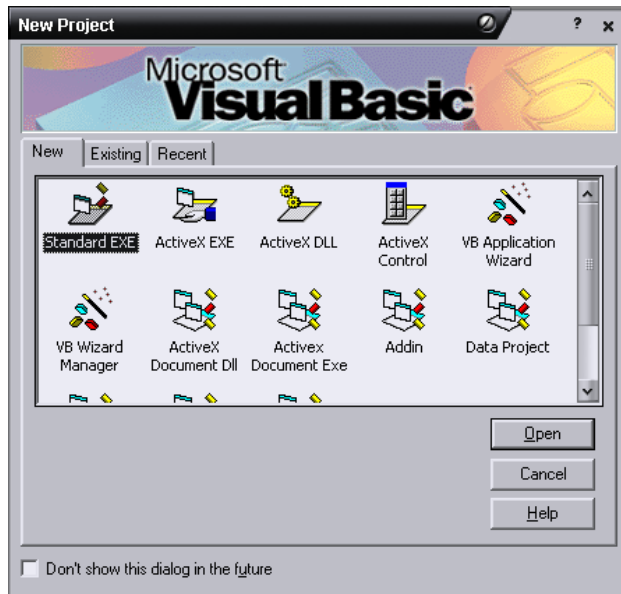 New Project
Microsoft
Visual Basic
New Existing Recent
Standard EXE ActiveX EXE ActiveX DLL ActiveX Control VB Application Wizard
VB Wizard Manager ActiveX Document Dll Activex Document Exe Addin Data Project
Open
Cancel
Help
Don't show this dialog in the future